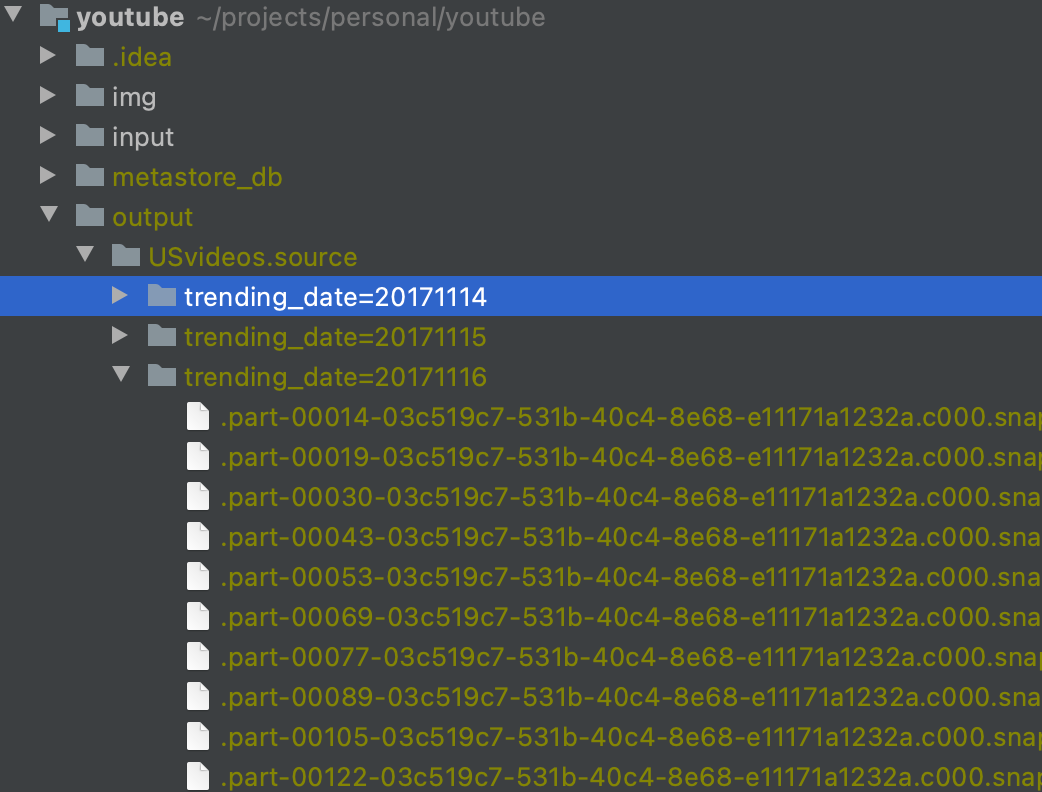 youtube ~/projects/personal/youtube
.idea
img
input
metastore_db
output
USvideos.source
trending_date=20171114
trending_date=20171115
trending_date=20171116
.part-00014-03c519c7-531b-40c4-8e68-e11171a1232a.c000.snap
.part-00019-03c519c7-531b-40c4-8e68-e11171a1232a.c000.snap
.part-00030-03c519c7-531b-40c4-8e68-e11171a1232a.c000.sna
.part-00043-03c519c7-531b-40c4-8e68-e11171a1232a.c000.sna
.part-00053-03c519c7-531b-40c4-8e68-e11171a1232a.c000.sna
.part-00069-03c519c7-531b-40c4-8e68-e11171a1232a.c000.sna
.part-00077-03c519c7-531b-40c4-8e68-e11171a1232a.c000.snap
.part-00089-03c519c7-531b-40c4-8e68-e11171a1232a.c000.sna
.part-00105-03c519c7-531b-40c4-8e68-e11171a1232a.c000.snap
.part-00122-03c519c7-531b-40c4-8e68-e11171a1232a.c000.snap